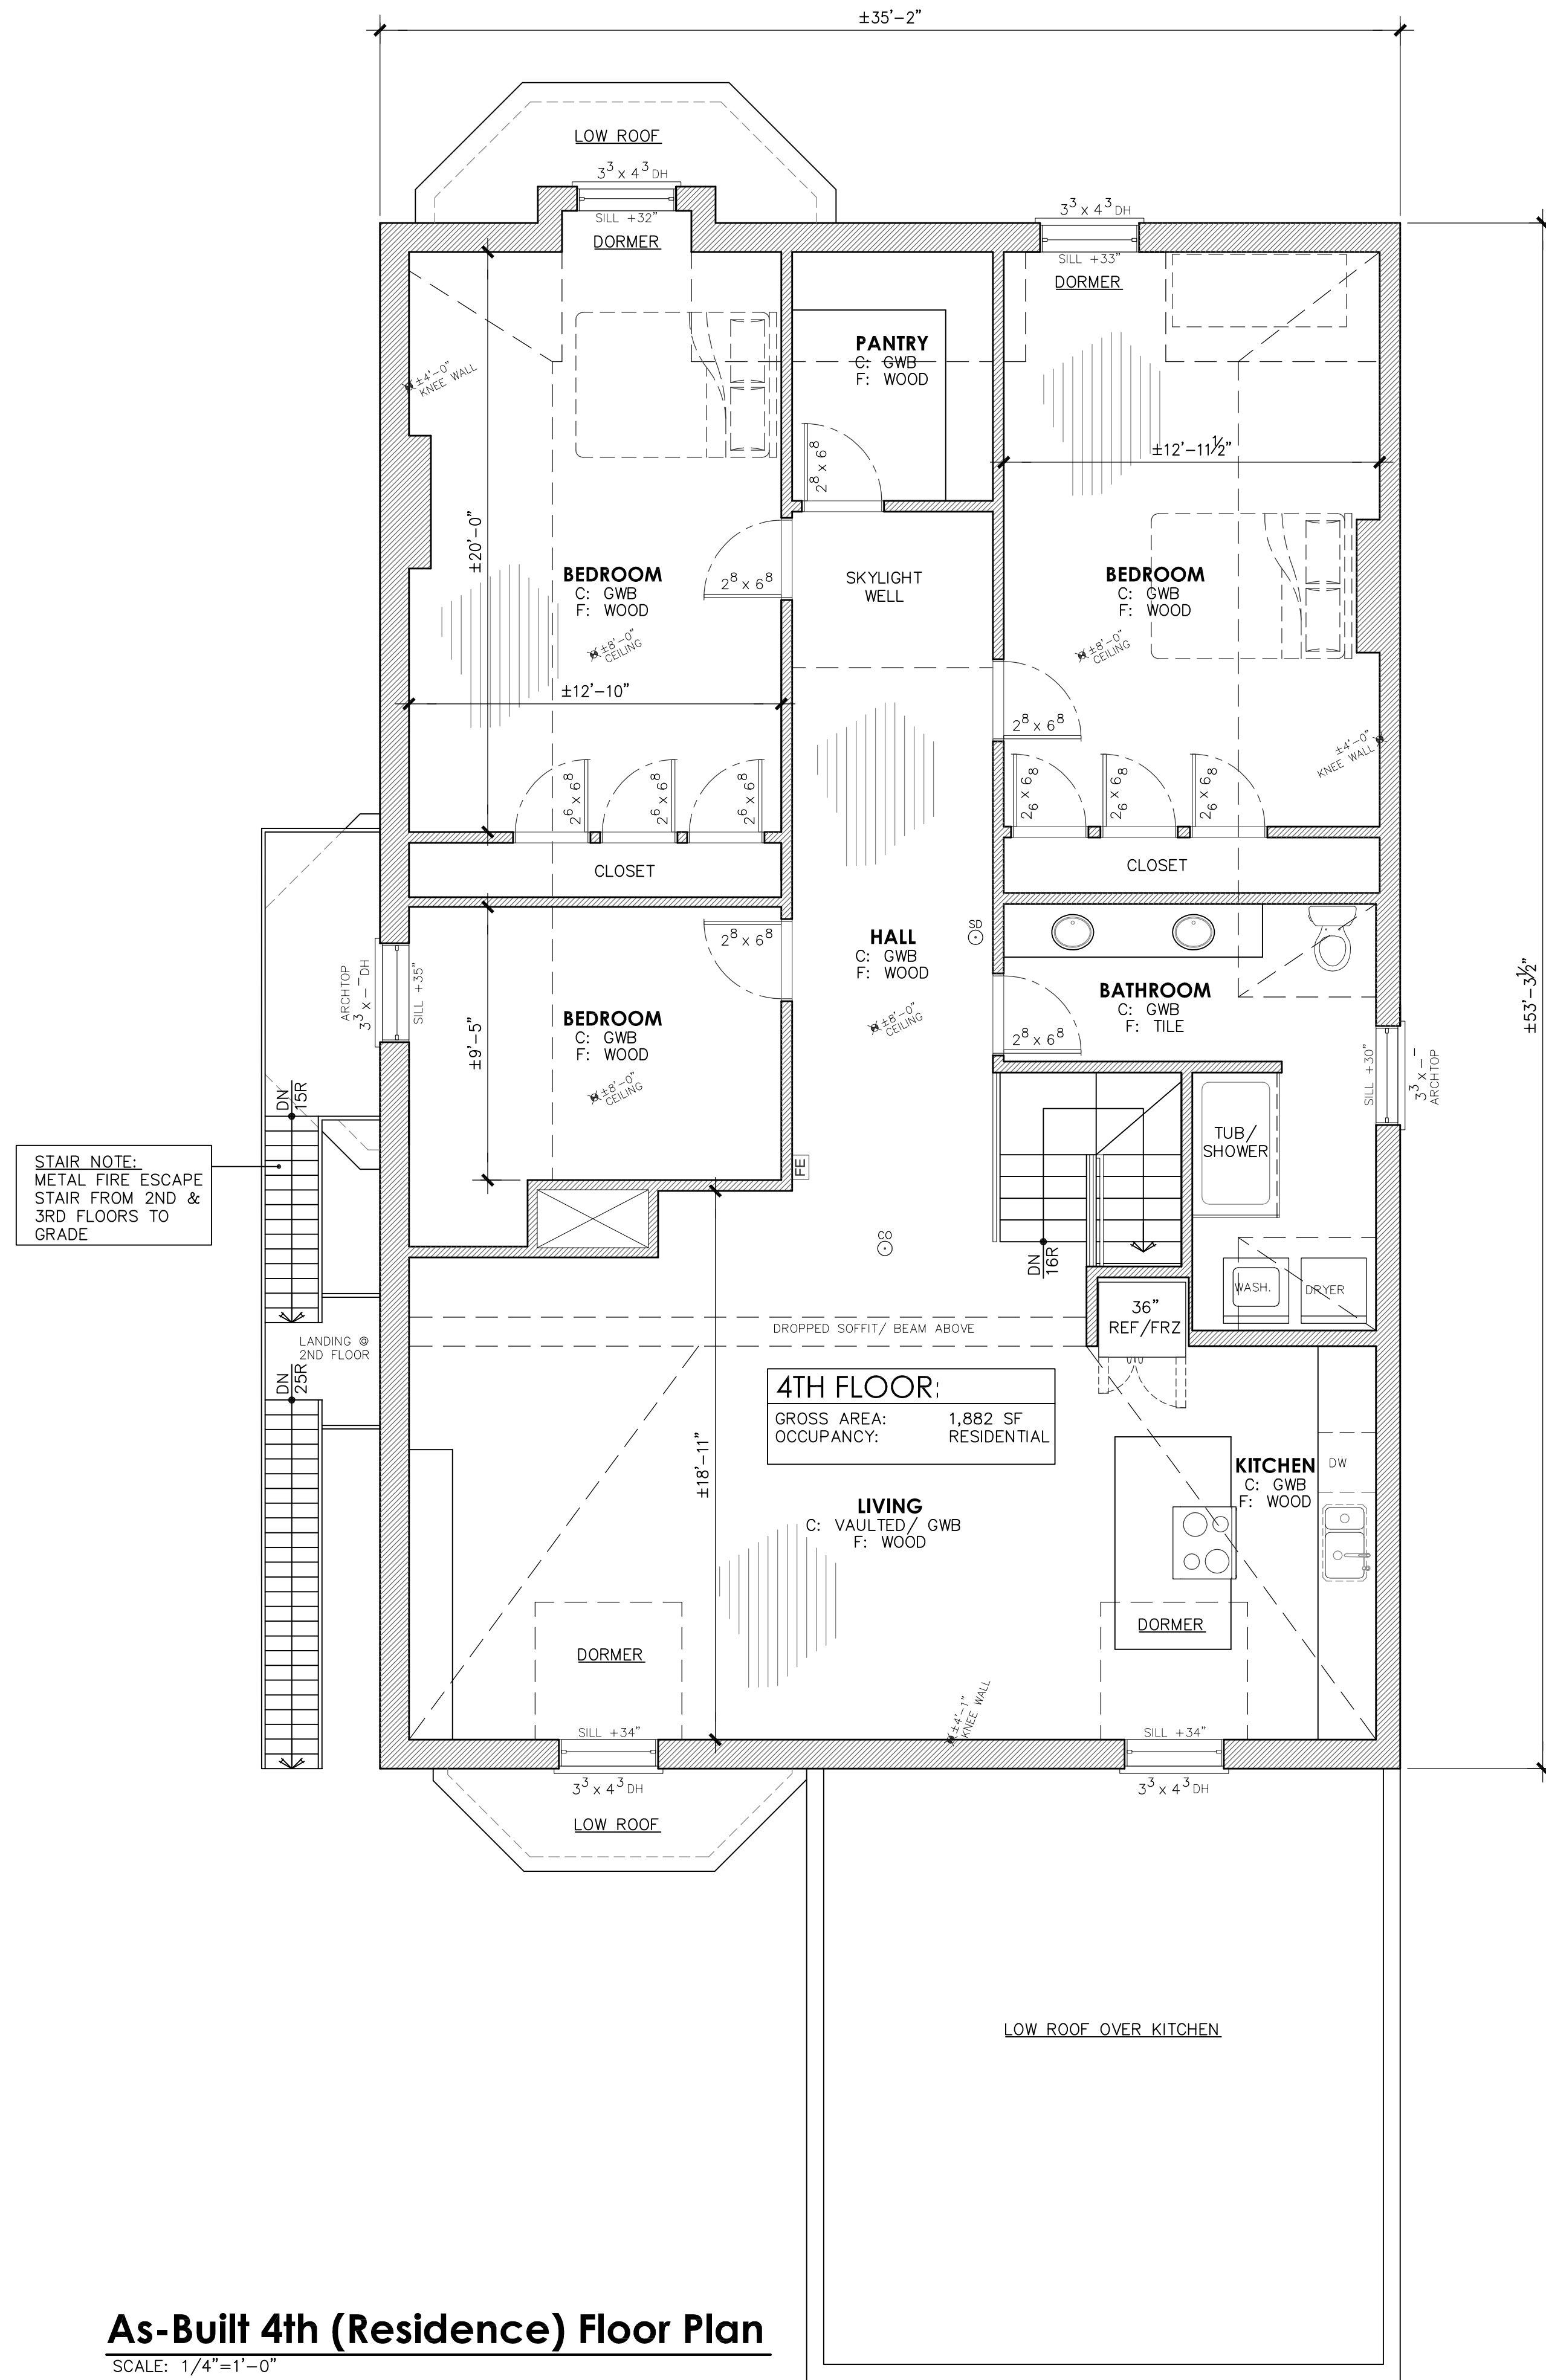 ±35'-2"
LOW ROOF
3³ x 4³ DH
SILL +32"
DORMER
3³ x 4³ DH
SILL +33"
DORMER
PANTRY
C: GWB
F: WOOD
±4'-0"
KNEE WALL
2⁸ x 6⁸
±12'-11½"
±20'-0"
BEDROOM
C: GWB
F: WOOD
2⁸ x 6⁸
SKYLIGHT
WELL
BEDROOM
C: GWB
F: WOOD
±8'-0"
CEILING
±8'-0"
CEILING
±12'-10"
2⁸ x 6⁸
±4'-0"
KNEE WALL
2⁶ x 6⁸
2⁶ x 6⁸
2⁶ x 6⁸
2⁶ x 6⁸
2⁶ x 6⁸
2⁶ x 6⁸
CLOSET
CLOSET
2⁸ x 6⁸
HALL
C: GWB
F: WOOD
SD
ARCHTOP
3³ x - DH
SILL +35"
BATHROOM
C: GWB
F: TILE
±53'-3½"
BEDROOM
C: GWB
F: WOOD
±9'-5"
±8'-0"
CEILING
2⁸ x 6⁸
±8'-0"
CEILING
SILL +30"
3³ x -
ARCHTOP
DN
15R
TUB/
SHOWER
FE
STAIR NOTE:
METAL FIRE ESCAPE
STAIR FROM 2ND &
3RD FLOORS TO
GRADE
CO
DN
16R
WASH.
DRYER
36"
REF/FRZ
DROPPED SOFFIT/ BEAM ABOVE
LANDING @
2ND FLOOR
DN
25R
4TH FLOOR:
GROSS AREA: 1,882 SF
OCCUPANCY: RESIDENTIAL
±18'-11"
KITCHEN
C: GWB
F: WOOD
DW
LIVING
C: VAULTED/ GWB
F: WOOD
DORMER
DORMER
±4'-1"
KNEE WALL
SILL +34"
SILL +34"
3³ x 4³ DH
3³ x 4³ DH
LOW ROOF
LOW ROOF OVER KITCHEN
As-Built 4th (Residence) Floor Plan
SCALE: 1/4"=1'-0"